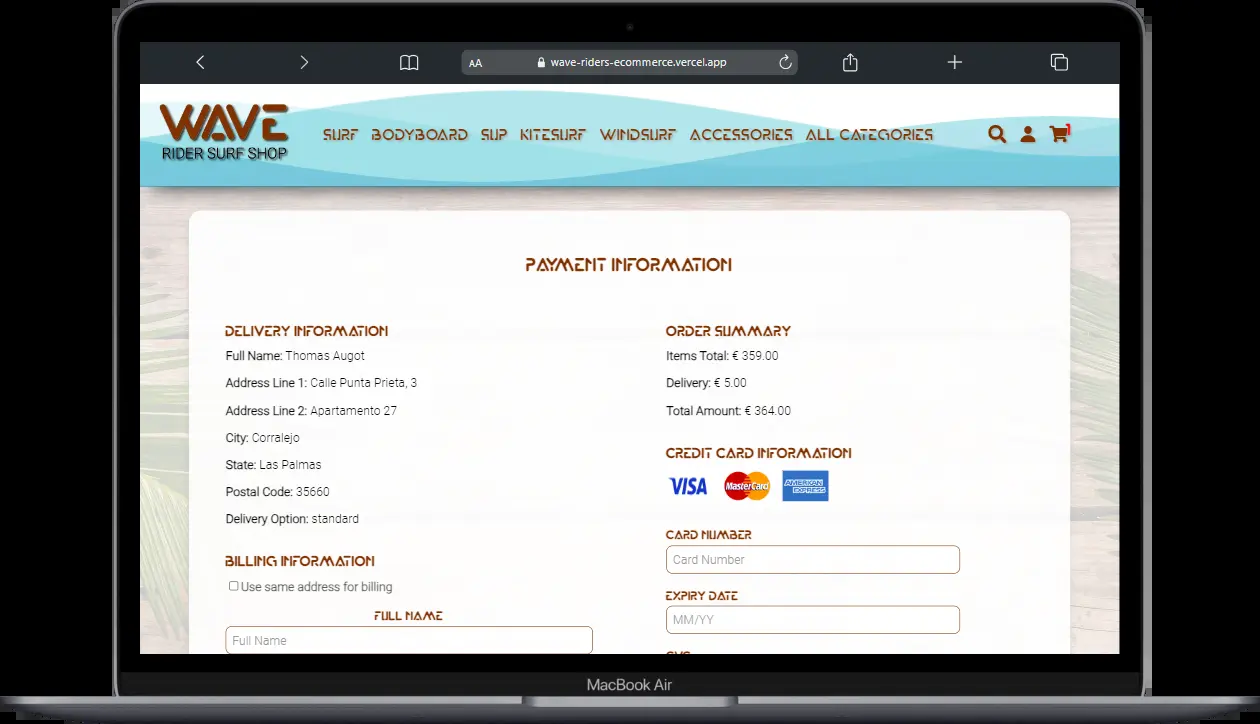 AA wave-riders-ecommerce.vercel.app
WAVE
RIDER SURF SHOP
SURF BODYBOARD SUP KITESURF WINDSURF ACCESSORIES ALL CATEGORIES
1
PAYMENT INFORMATION
DELIVERY INFORMATION
Full Name: Thomas Augot
Address Line 1: Calle Punta Prieta, 3
Address Line 2: Apartamento 27
City: Corralejo
State: Las Palmas
Postal Code: 35660
Delivery Option: standard
BILLING INFORMATION
Use same address for billing
FULL NAME
Full Name
ORDER SUMMARY
Items Total: € 359.00
Delivery: € 5.00
Total Amount: € 364.00
CREDIT CARD INFORMATION
VISA MasterCard AMERICAN EXPRESS
CARD NUMBER
Card Number
EXPIRY DATE
MM/YY
MacBook Air